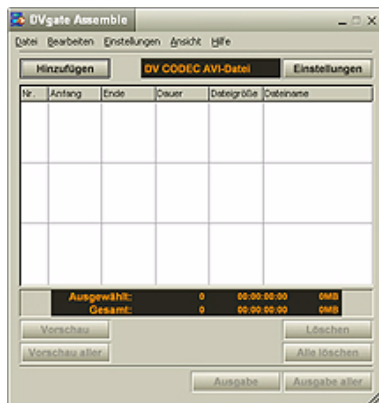 DVgate Assemble
Datei Bearbeiten Einstellungen Ansicht Hilfe
Hinzufügen DV CODEC AVI-Datei Einstellungen
Nr. Anfang Ende Dauer Dateigröße Dateiname
Ausgewählt: 0 00:00:00:00 0MB
Gesamt: 0 00:00:00:00 0MB
Vorschau Löschen
Vorschau aller Alle löschen
Ausgabe Ausgabe aller